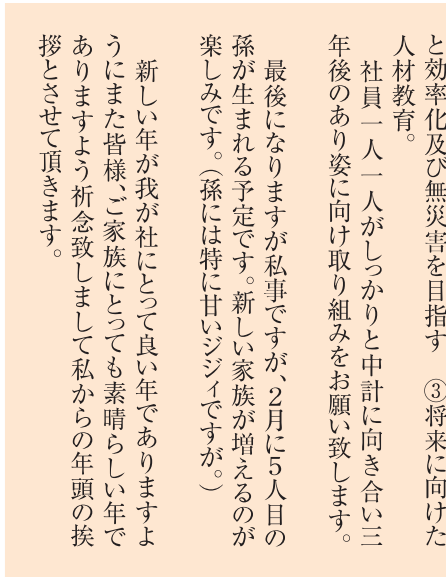 と効率化及び無災害を目指す　③将来に向けた
人材教育。
　社員一人一人がしっかりと中計に向き合い三
年後のあり姿に向け取り組みをお願い致します。
　最後になりますが私事ですが、２月に５人目の
孫が生まれる予定です。新しい家族が増えるのが
楽しみです。（孫には特に甘いジジィですが。）
　新しい年が我が社にとって良い年でありますよ
うにまた皆様、ご家族にとっても素晴らしい年で
ありますよう祈念致しまして私からの年頭の挨
拶とさせて頂きます。